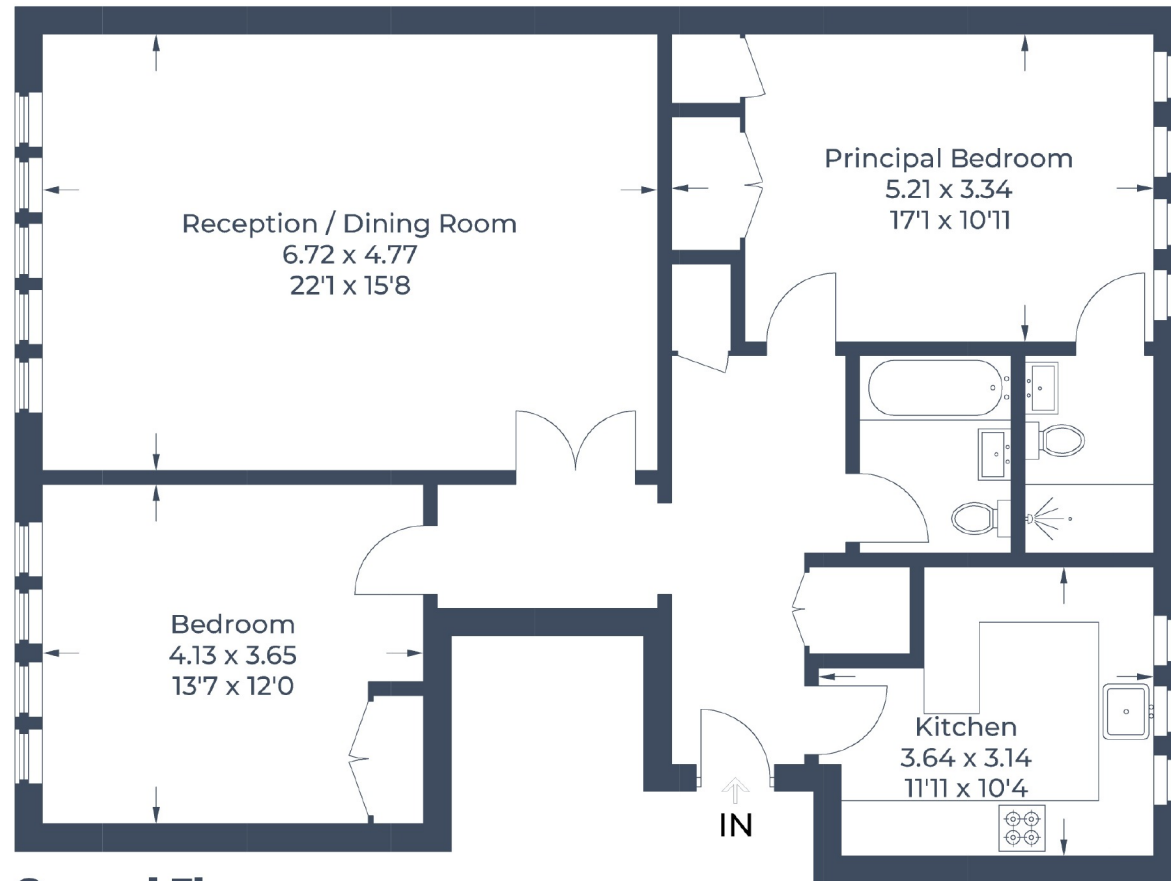 Reception / Dining Room
6.72 x 4.77
22'1 x 15'8
Principal Bedroom
5.21 x 3.34
17'1 x 10'11
Bedroom
4.13 x 3.65
13'7 x 12'0
Kitchen
3.64 x 3.14
11'11 x 10'4
IN